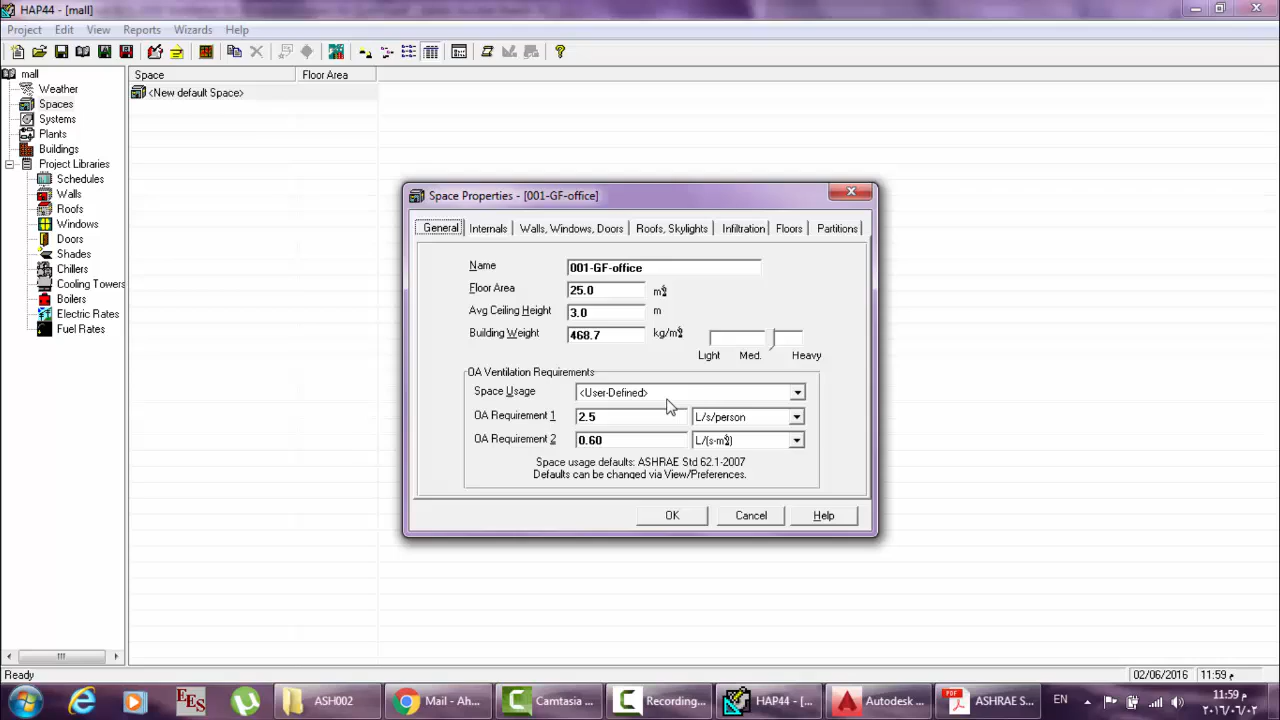 HAP44 - [mall]
Project Edit View Reports Wizards Help
mall
Weather
Spaces
Systems
Plants
Buildings
Project Libraries
Schedules
Walls
Roofs
Windows
Doors
Shades
Chillers
Cooling Towers
Boilers
Electric Rates
Fuel Rates
Space Floor Area
<New default Space>
Space Properties - [001-GF-office]
General Internals Walls, Windows, Doors Roofs, Skylights Infiltration Floors Partitions
Name 001-GF-office
Floor Area 25.0 m²
Avg Ceiling Height 3.0 m
Building Weight 468.7 kg/m²
Light Med. Heavy
OA Ventilation Requirements
Space Usage <User-Defined>
OA Requirement 1 2.5 L/s/person
OA Requirement 2 0.60 L/(s-m²)
Space usage defaults: ASHRAE Std 62.1-2007
Defaults can be changed via View/Preferences.
OK Cancel Help
Ready 02/06/2016 11:59 م
EES ASH002 Mail - Ah... Camtasia ... Recording... HAP44 - [... Autodesk ... PDF ASHRAE S... EN 11:59 م
٢٠١٦/٠٦/٠٢